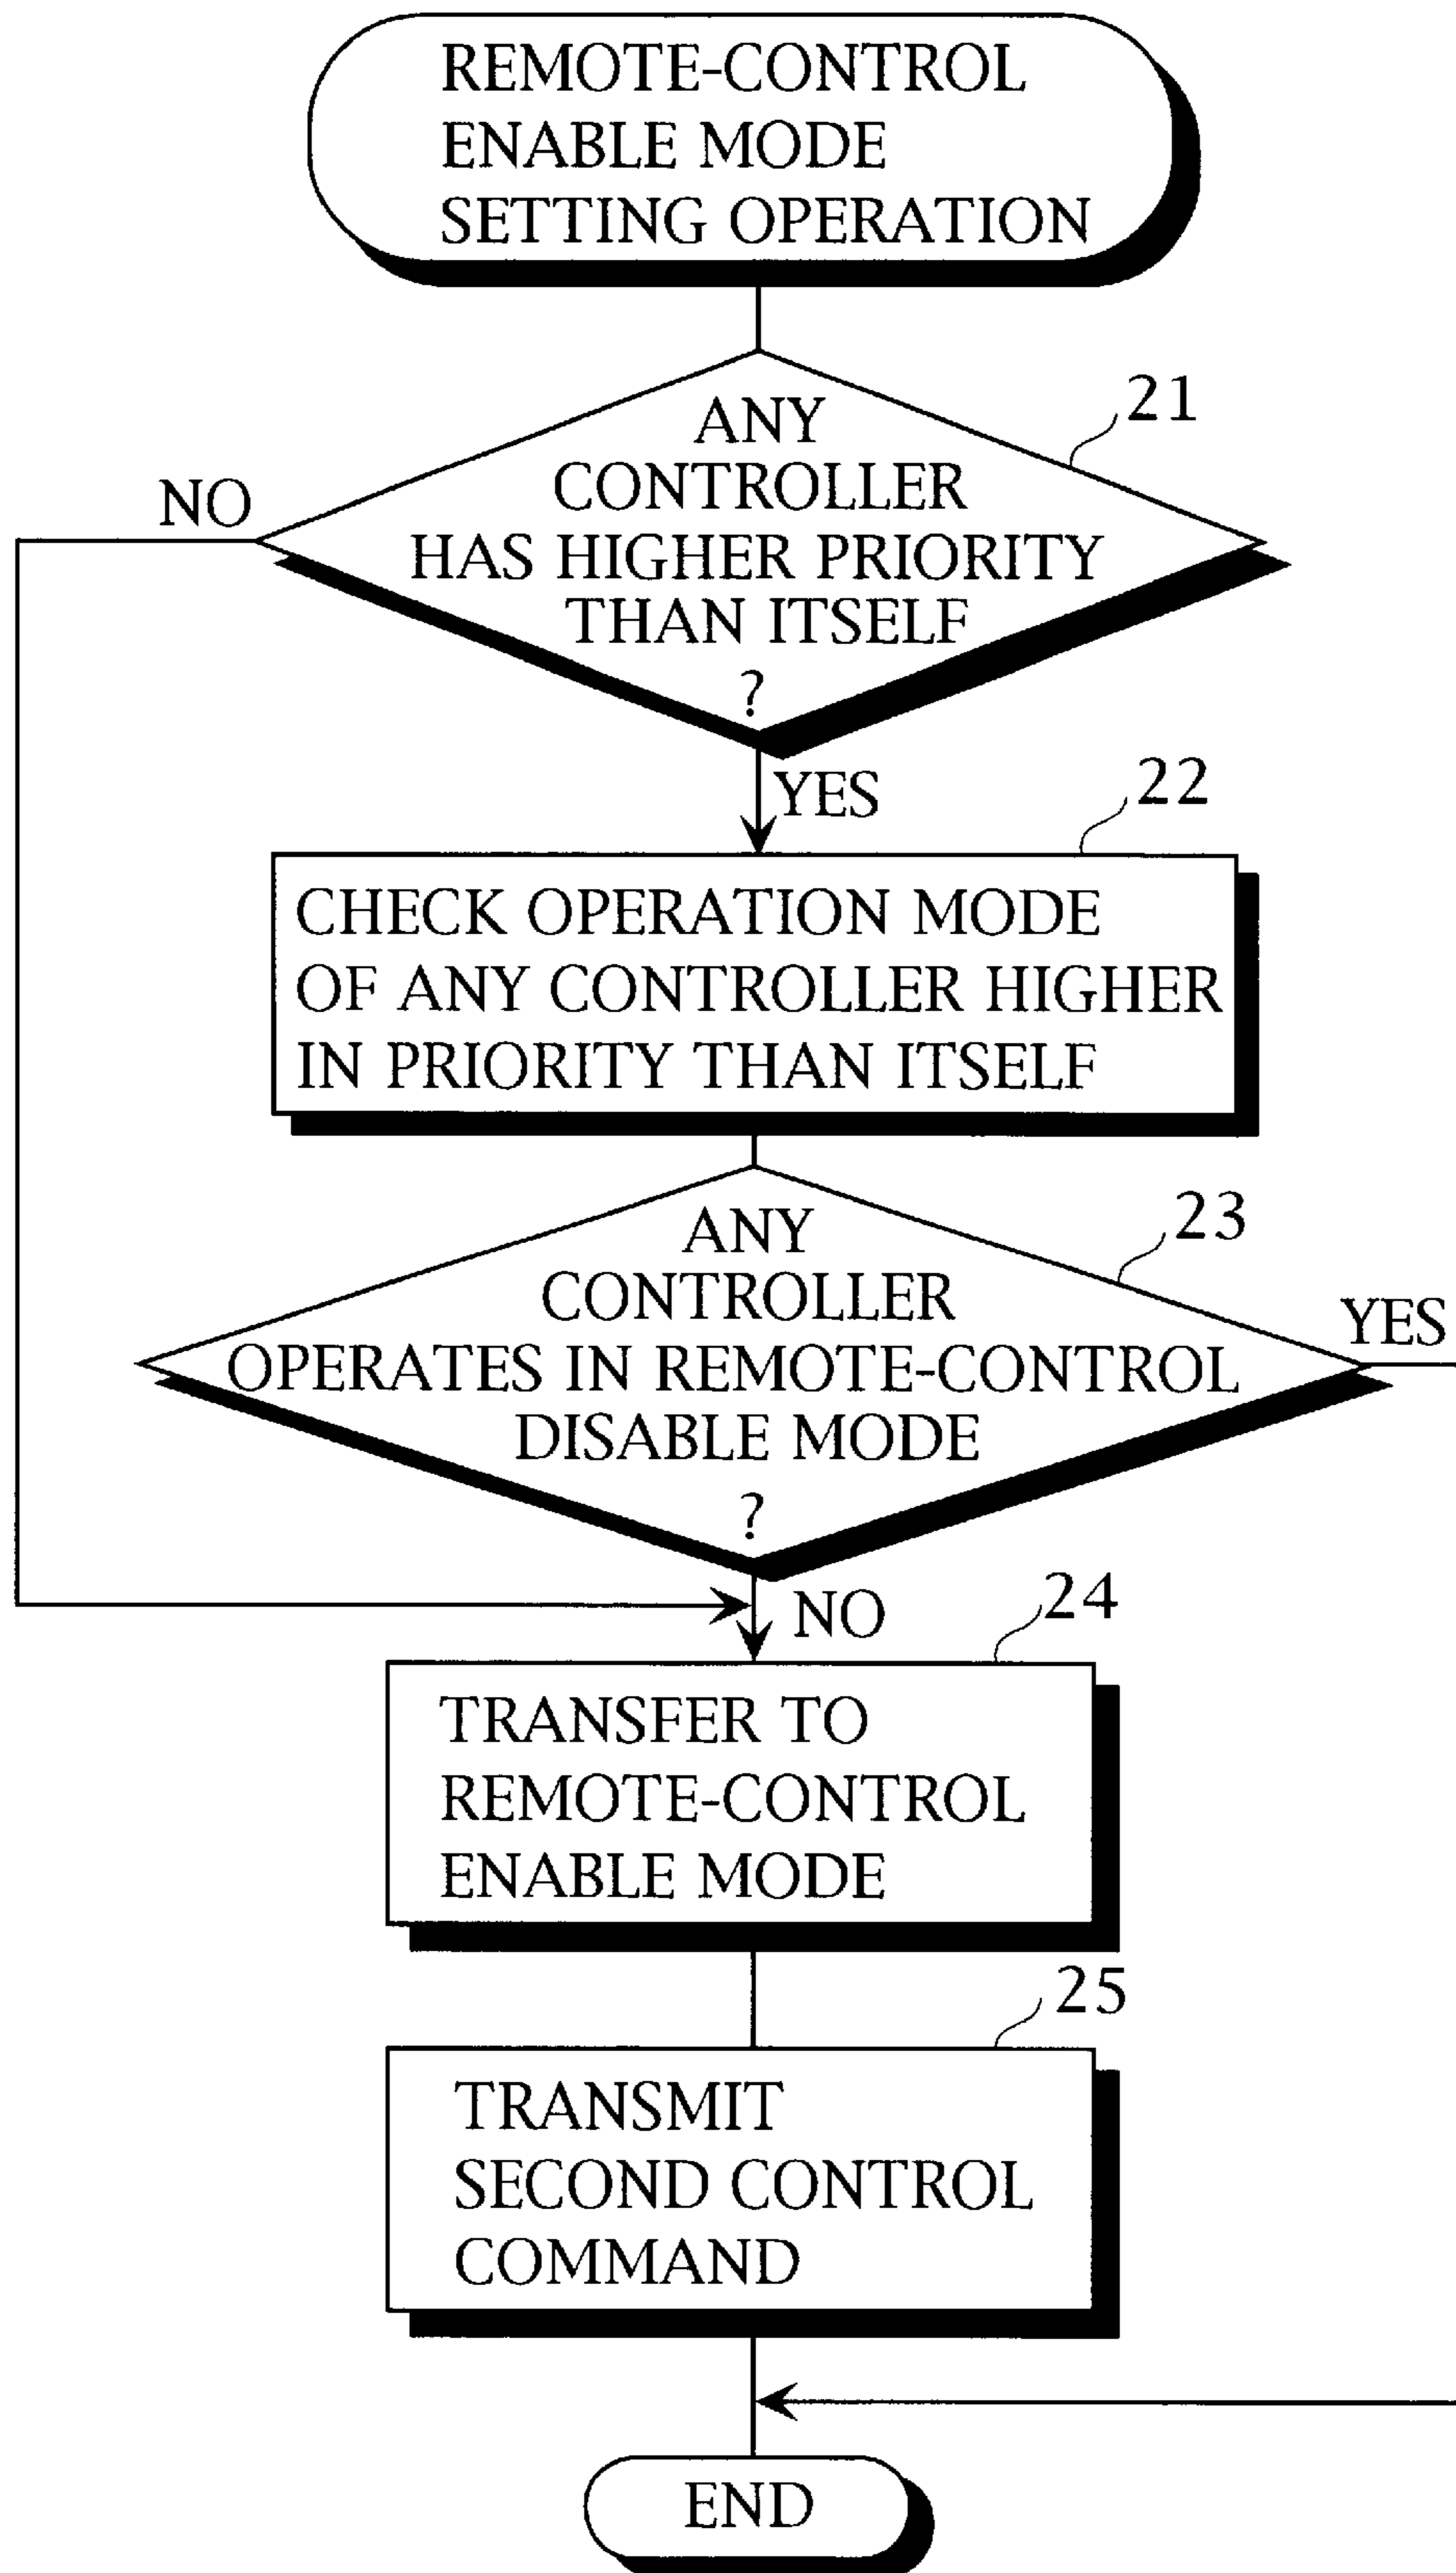 REMOTE-CONTROL
ENABLE MODE
SETTING OPERATION
21
ANY
CONTROLLER
HAS HIGHER PRIORITY
THAN ITSELF
?
NO
YES
22
CHECK OPERATION MODE
OF ANY CONTROLLER HIGHER
IN PRIORITY THAN ITSELF
23
ANY
CONTROLLER
OPERATES IN REMOTE-CONTROL
DISABLE MODE
?
YES
NO
24
TRANSFER TO
REMOTE-CONTROL
ENABLE MODE
25
TRANSMIT
SECOND CONTROL
COMMAND
END